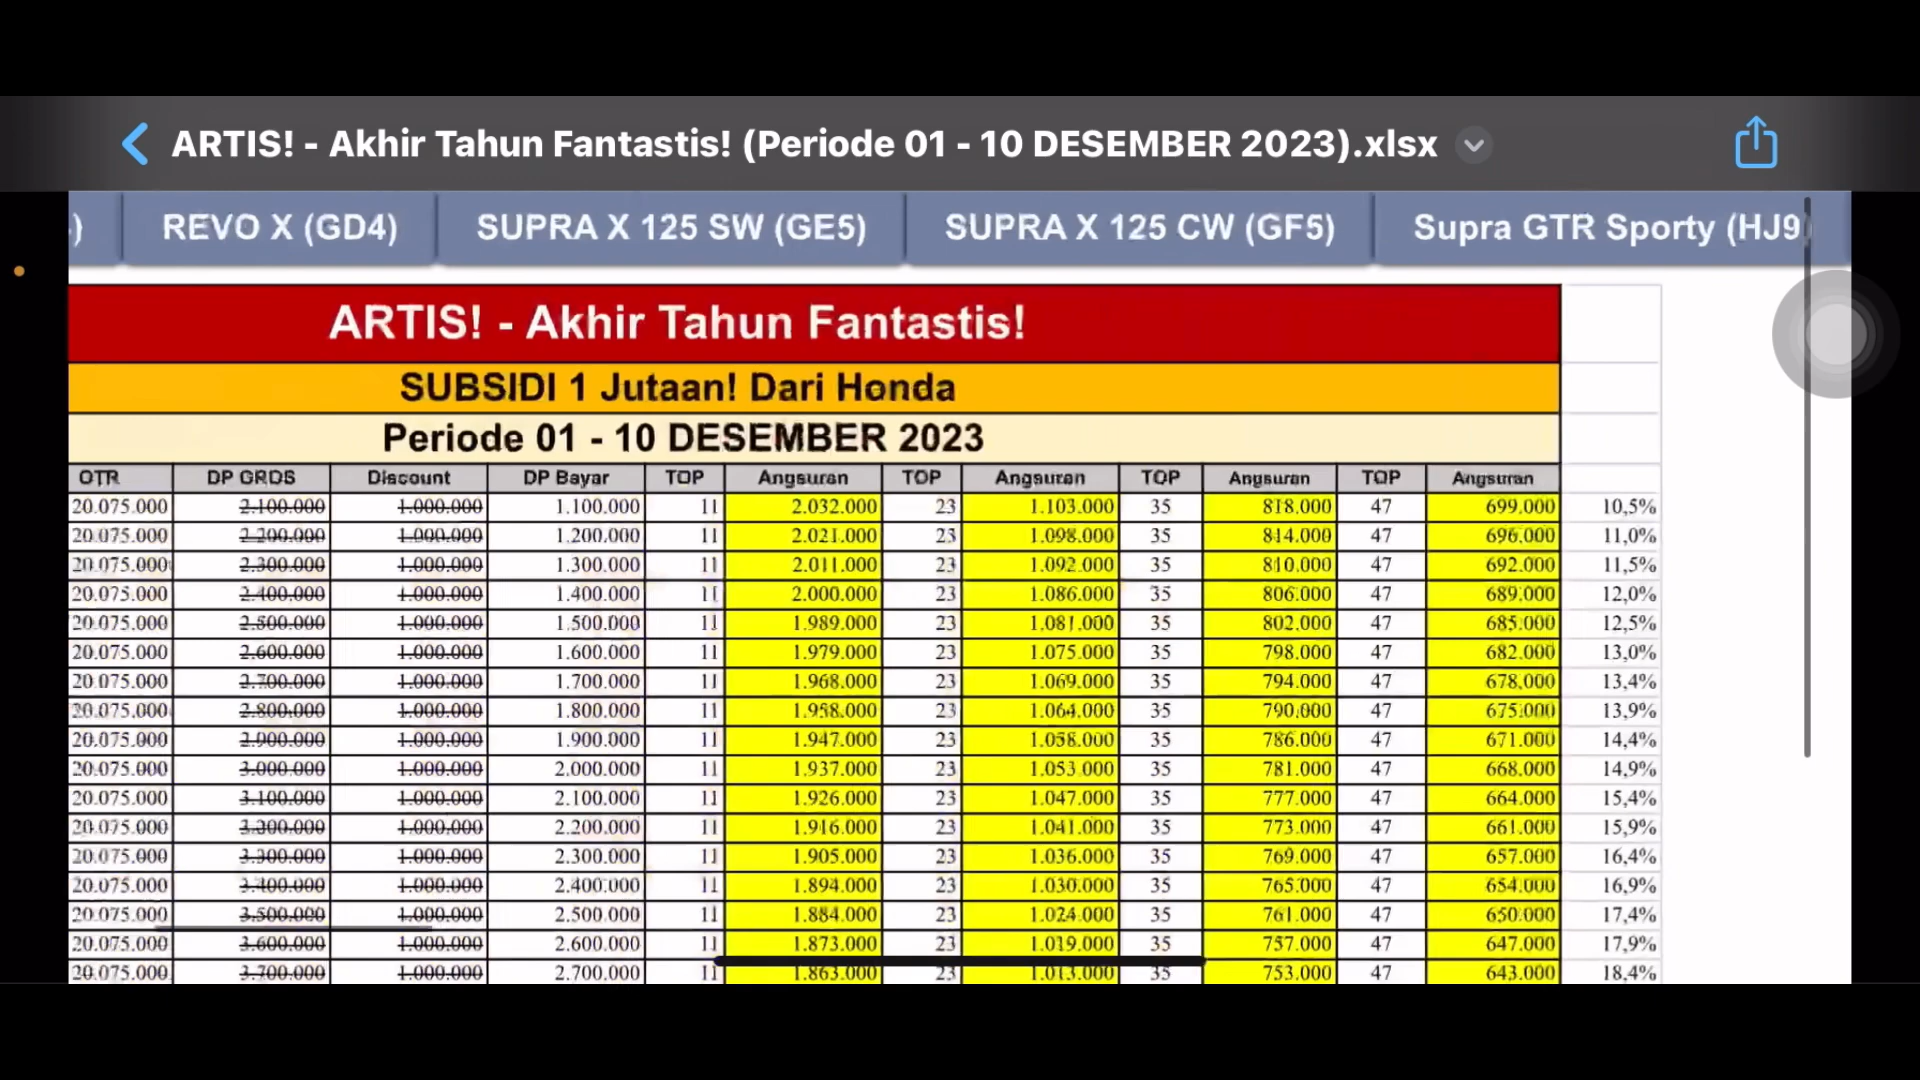 ARTIS! - Akhir Tahun Fantastis! (Periode 01 - 10 DESEMBER 2023).xlsx
) REVO X (GD4) SUPRA X 125 SW (GE5) SUPRA X 125 CW (GF5) Supra GTR Sporty (HJ9)
ARTIS! - Akhir Tahun Fantastis!
SUBSIDI 1 Jutaan! Dari Honda
Periode 01 - 10 DESEMBER 2023
OTR DP GROS Discount DP Bayar TOP Angsuran TOP Angsuran TOP Angsuran TOP Angsuran
20.075.000 2.100.000 1.000.000 1.100.000 11 2.032.000 23 1.103.000 35 818.000 47 699.000 10,5%
20.075.000 2.200.000 1.000.000 1.200.000 11 2.021.000 23 1.098.000 35 814.000 47 696.000 11,0%
20.075.000 2.300.000 1.000.000 1.300.000 11 2.011.000 23 1.092.000 35 810.000 47 692.000 11,5%
20.075.000 2.400.000 1.000.000 1.400.000 11 2.000.000 23 1.086.000 35 806.000 47 689.000 12,0%
20.075.000 2.500.000 1.000.000 1.500.000 11 1.989.000 23 1.081.000 35 802.000 47 685.000 12,5%
20.075.000 2.600.000 1.000.000 1.600.000 11 1.979.000 23 1.075.000 35 798.000 47 682.000 13,0%
20.075.000 2.700.000 1.000.000 1.700.000 11 1.968.000 23 1.069.000 35 794.000 47 678.000 13,4%
20.075.000 2.800.000 1.000.000 1.800.000 11 1.958.000 23 1.064.000 35 790.000 47 675.000 13,9%
20.075.000 2.900.000 1.000.000 1.900.000 11 1.947.000 23 1.058.000 35 786.000 47 671.000 14,4%
20.075.000 3.000.000 1.000.000 2.000.000 11 1.937.000 23 1.053.000 35 781.000 47 668.000 14,9%
20.075.000 3.100.000 1.000.000 2.100.000 11 1.926.000 23 1.047.000 35 777.000 47 664.000 15,4%
20.075.000 3.200.000 1.000.000 2.200.000 11 1.916.000 23 1.041.000 35 773.000 47 661.000 15,9%
20.075.000 3.300.000 1.000.000 2.300.000 11 1.905.000 23 1.036.000 35 769.000 47 657.000 16,4%
20.075.000 3.400.000 1.000.000 2.400.000 11 1.894.000 23 1.030.000 35 765.000 47 654.000 16,9%
20.075.000 3.500.000 1.000.000 2.500.000 11 1.884.000 23 1.024.000 35 761.000 47 650.000 17,4%
20.075.000 3.600.000 1.000.000 2.600.000 11 1.873.000 23 1.019.000 35 757.000 47 647.000 17,9%
20.075.000 3.700.000 1.000.000 2.700.000 11 1.863.000 23 1.013.000 35 753.000 47 643.000 18,4%